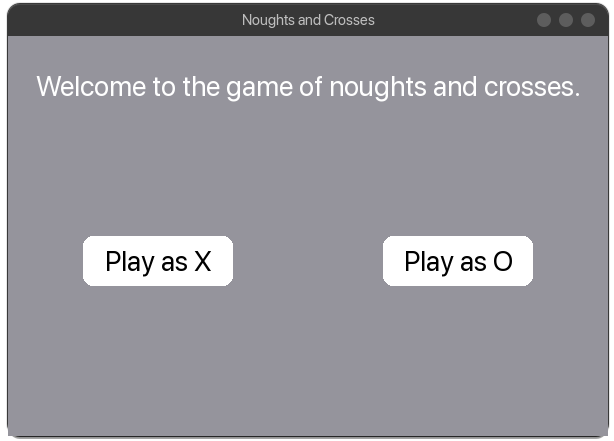 Noughts and Crosses
Welcome to the game of noughts and crosses.
Play as X
Play as O